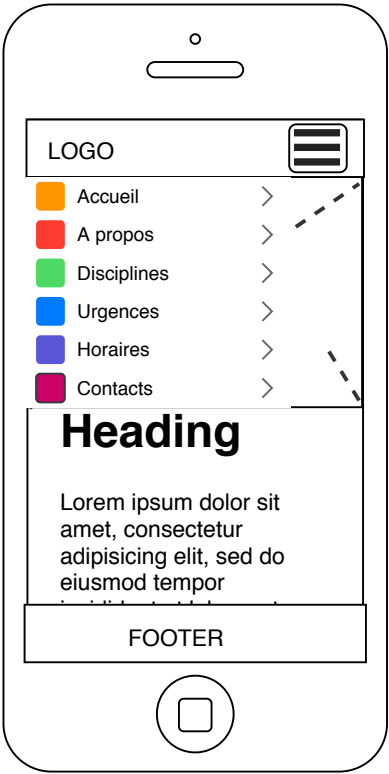 LOGO
Accueil
A propos
Disciplines
Urgences
Horaires
Contacts
Heading
Lorem ipsum dolor sit
amet, consectetur
adipisicing elit, sed do
eiusmod tempor
FOOTER